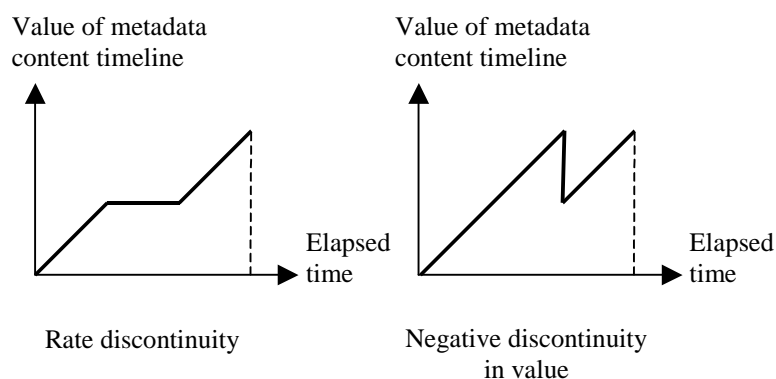 Value of metadata
content timeline
Elapsed
time
Rate discontinuity
Value of metadata
content timeline
Elapsed
time
Negative discontinuity
in value